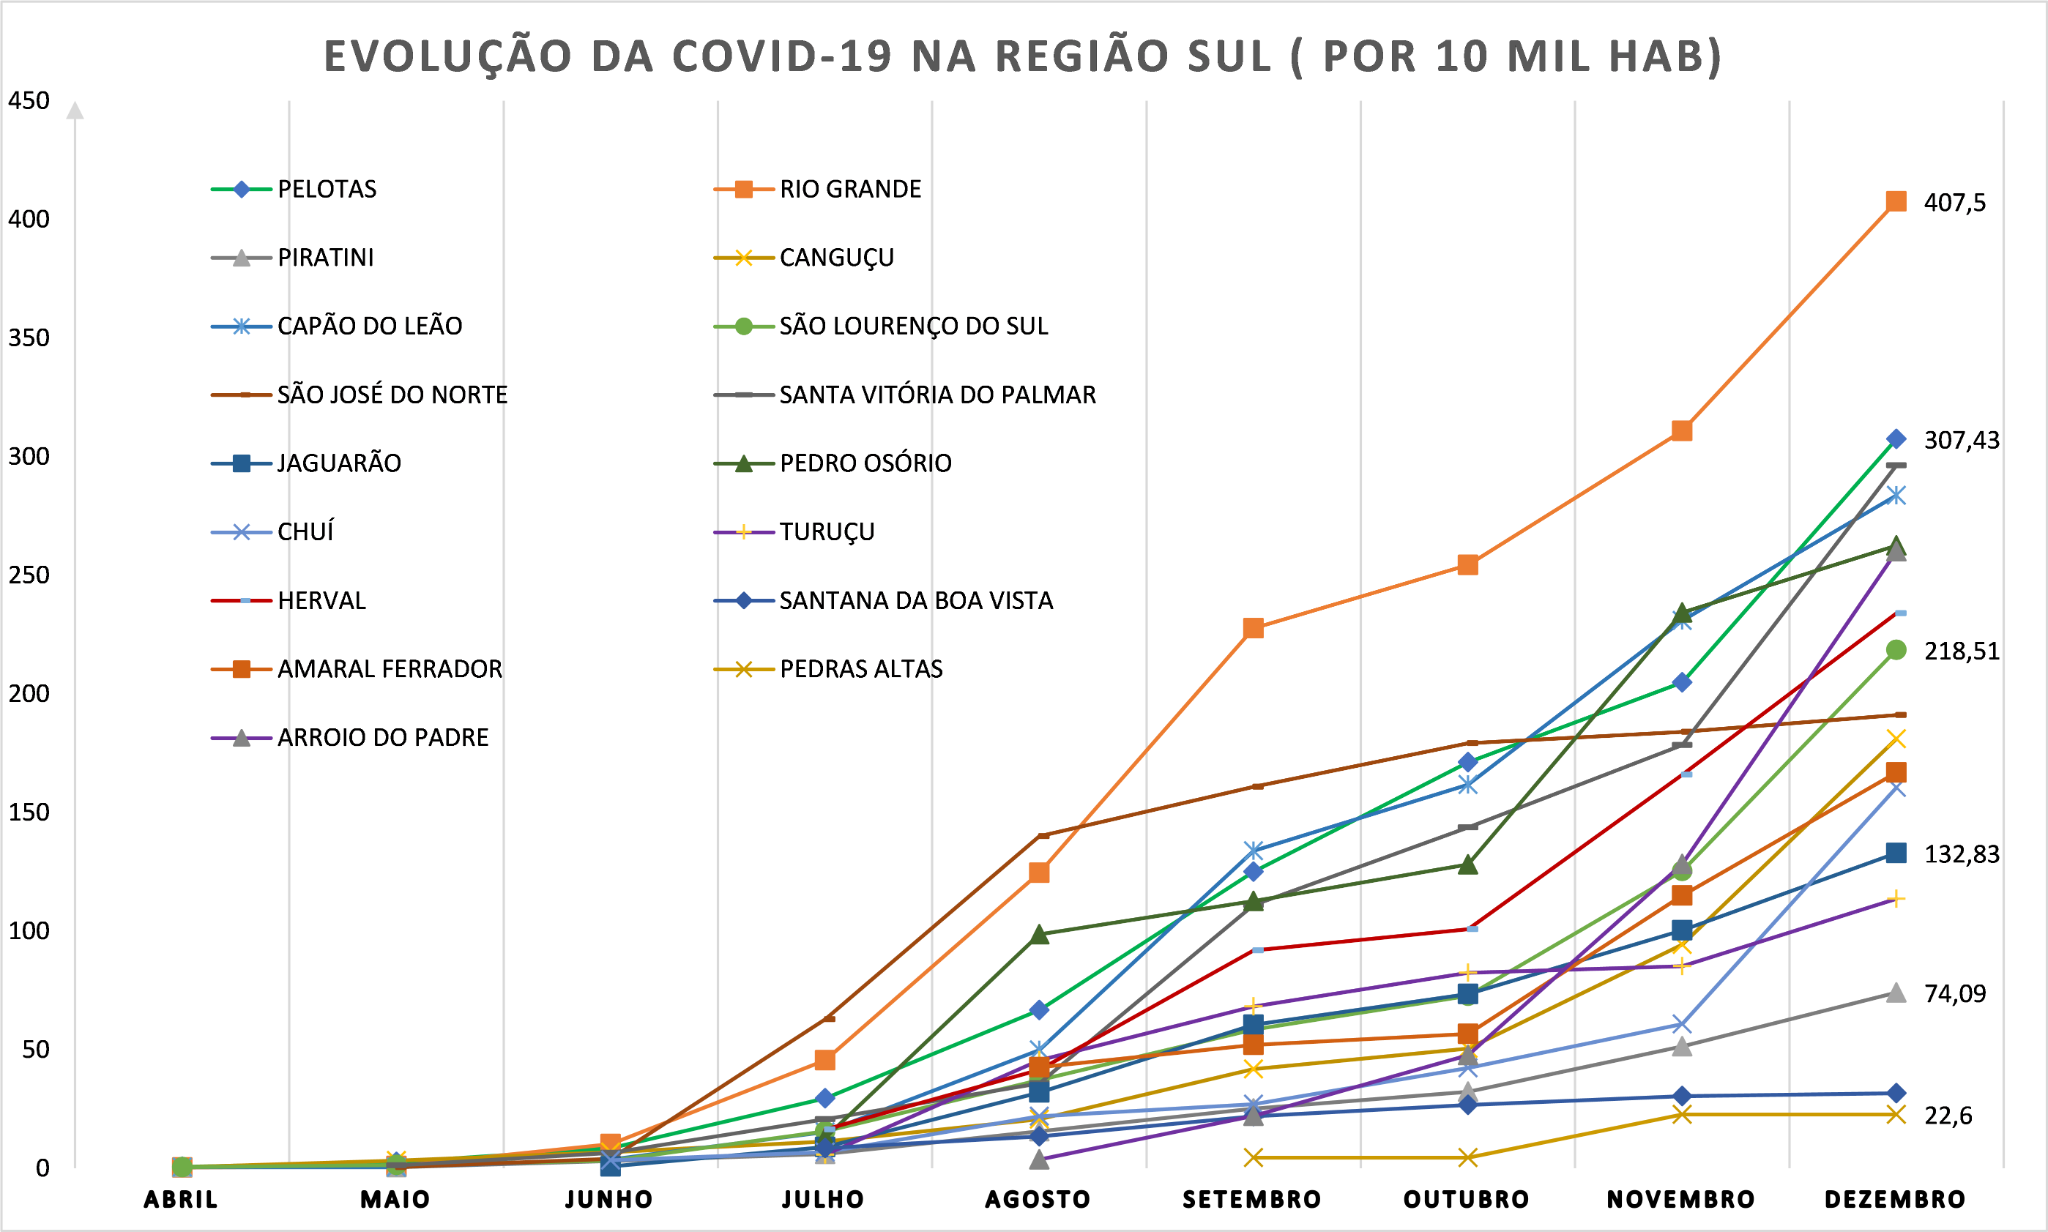 EVOLUÇÃO DA COVID-19 NA REGIÃO SUL ( POR 10 MIL HAB)
450
400
350
300
250
200
150
100
50
0
PELOTAS
RIO GRANDE
PIRATINI
CANGUÇU
CAPÃO DO LEÃO
SÃO LOURENÇO DO SUL
SÃO JOSÉ DO NORTE
SANTA VITÓRIA DO PALMAR
JAGUARÃO
PEDRO OSÓRIO
CHUÍ
TURUÇU
HERVAL
SANTANA DA BOA VISTA
AMARAL FERRADOR
PEDRAS ALTAS
ARROIO DO PADRE
407,5
307,43
218,51
132,83
74,09
22,6
ABRIL MAIO JUNHO JULHO AGOSTO SETEMBRO OUTUBRO NOVEMBRO DEZEMBRO